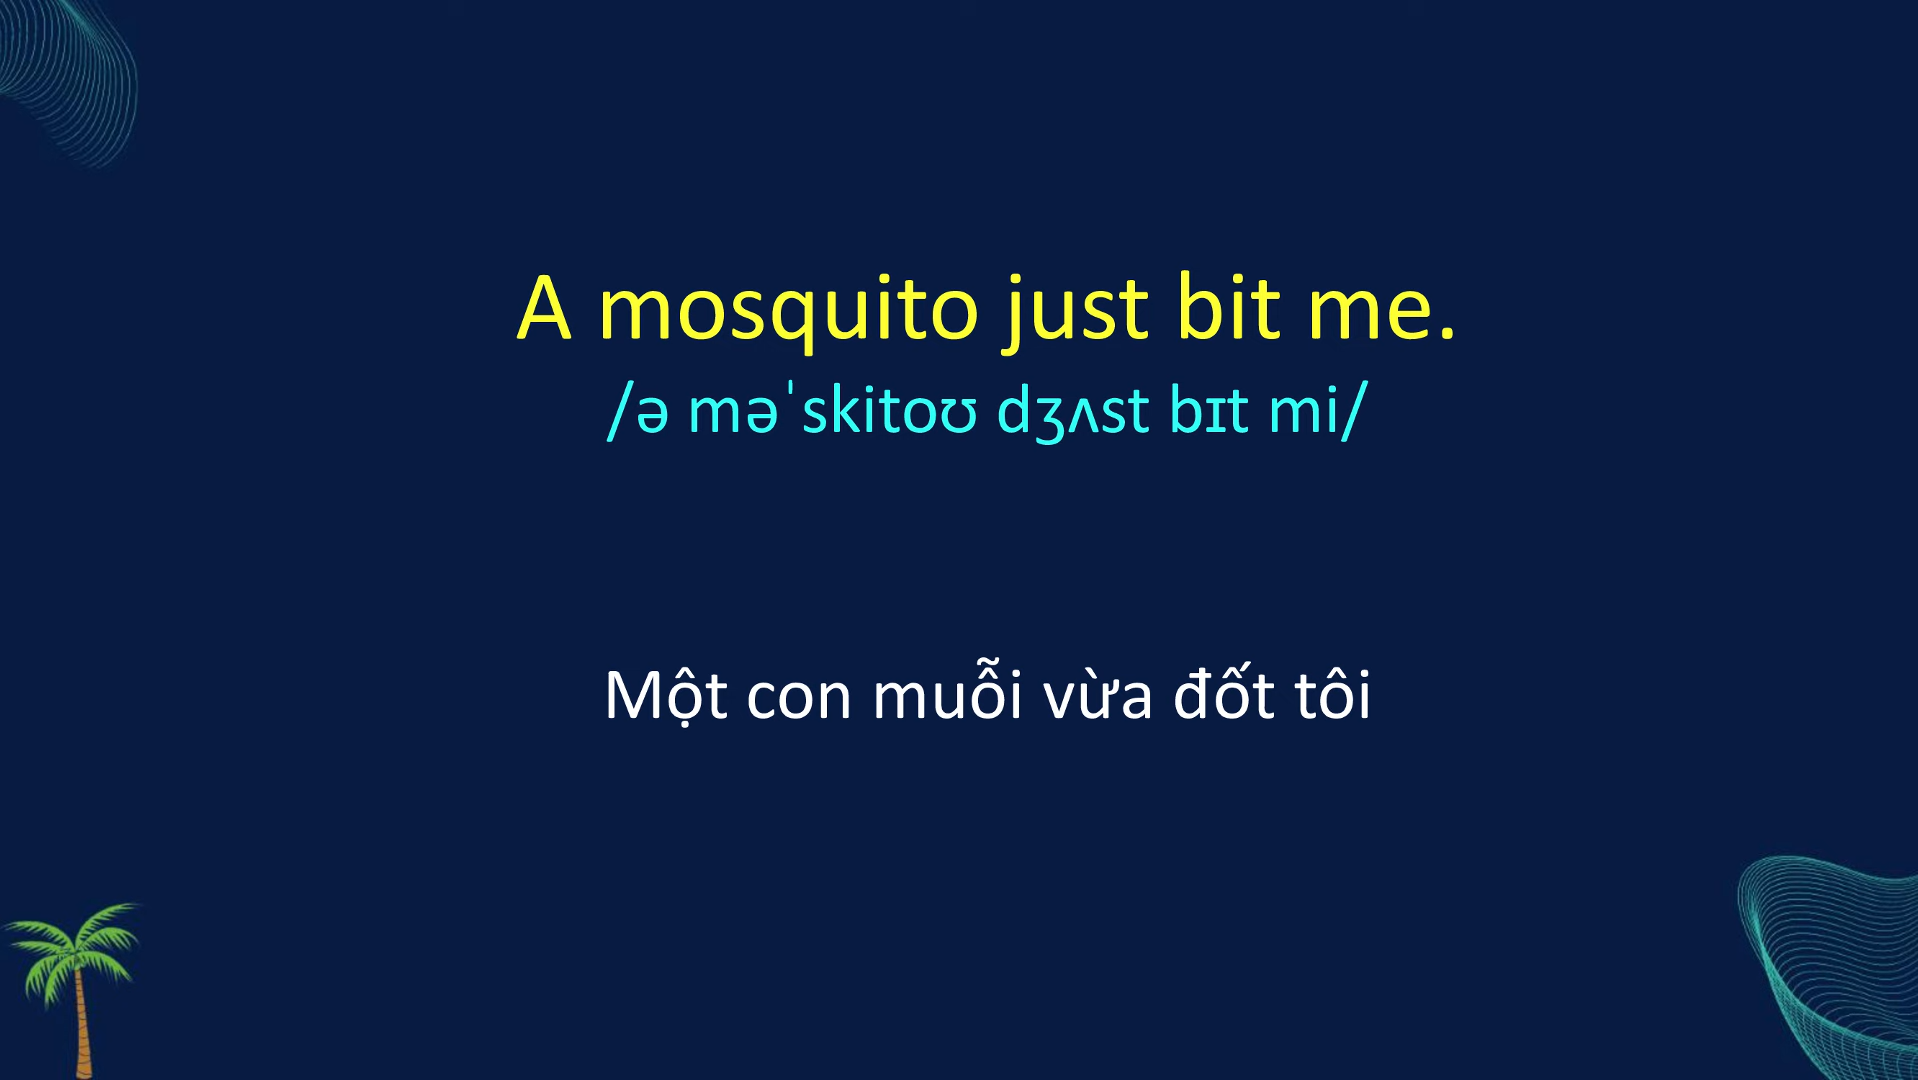 A mosquito just bit me.
/ə məˈskitoʊ dʒʌst bɪt mi/
Một con muỗi vừa đốt tôi